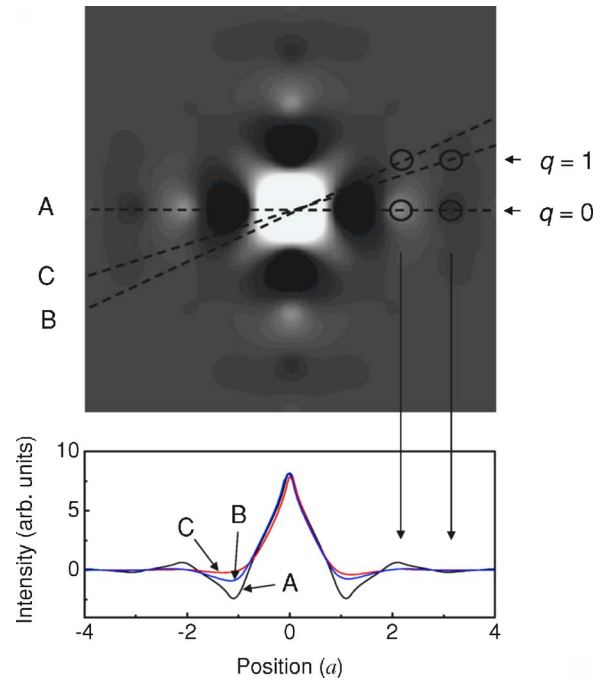 q = 1
A
q = 0
C
B
10
5
0
Intensity (arb. units)
C
B
A
-4
-2
0
2
4
Position (a)